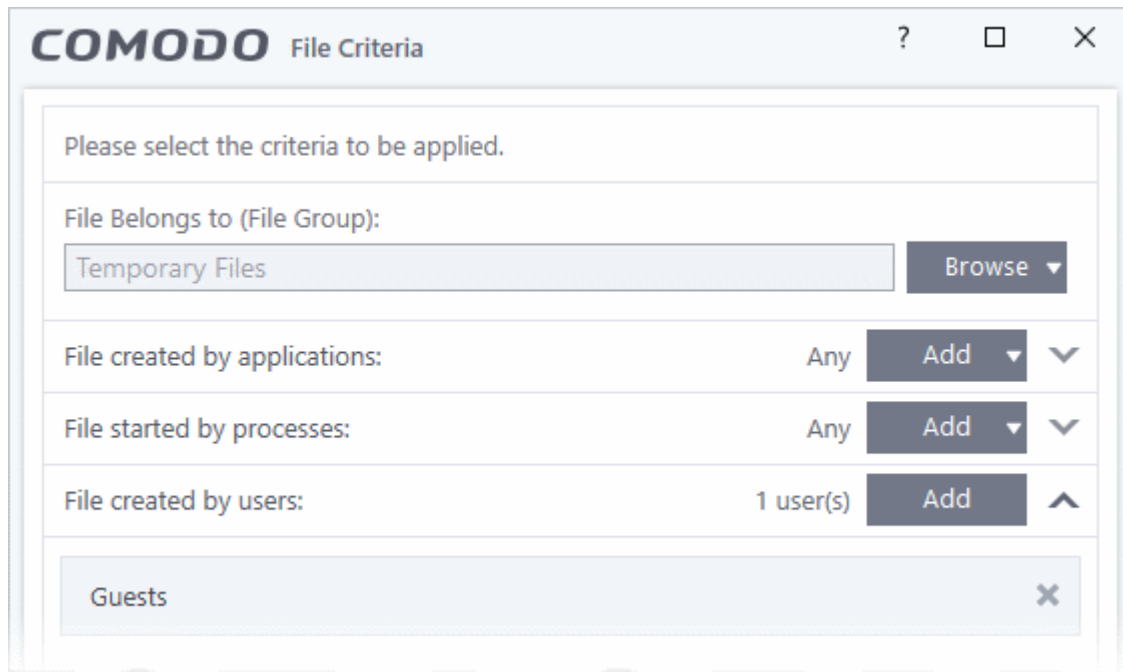 COMODO File Criteria ?
Please select the criteria to be applied.
File Belongs to (File Group):
Temporary Files Browse
File created by applications: Any Add
File started by processes: Any Add
File created by users: 1 user(s) Add
Guests